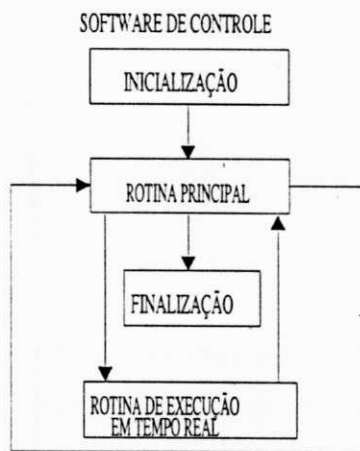 SOFTWARE DE CONTROLE
INICIALIZAÇÃO
ROTINA PRINCIPAL
FINALIZAÇÃO
ROTINA DE EXECUÇÃO
EM TEMPO REAL